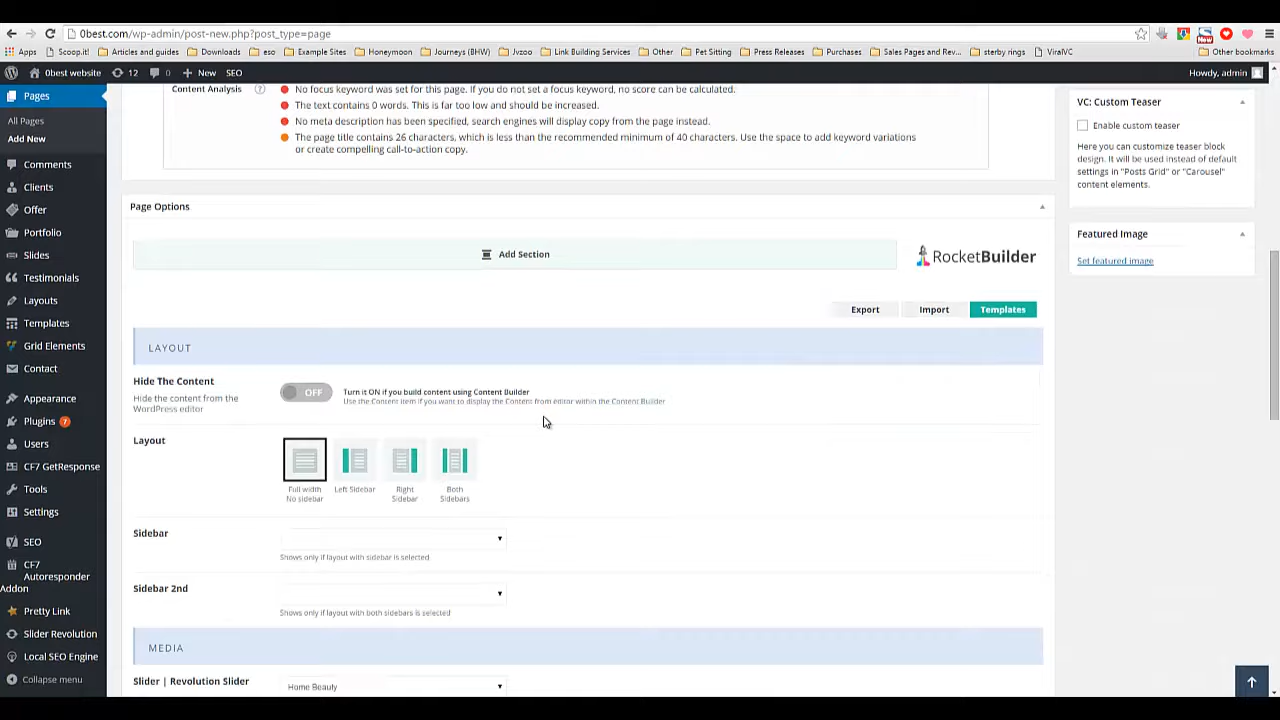 0best.com/wp-admin/post-new.php?post_type=page
Apps
Scoop.it!
Articles and guides
Downloads
eso
Example Sites
Honeymoon
Journeys (BHW)
Jvzoo
Link Building Services
Other
Pet Sitting
Press Releases
Purchases
Sales Pages and Rev...
sterby rings
ViralVC
Other bookmarks
New
0best website
12
0
New
SEO
Howdy, admin
Pages
All Pages
Add New
Comments
Clients
Offer
Portfolio
Slides
Testimonials
Layouts
Templates
Grid Elements
Contact
Appearance
Plugins 7
Users
CF7 GetResponse
Tools
Settings
SEO
CF7
Autoresponder
Addon
Pretty Link
Slider Revolution
Local SEO Engine
Collapse menu
Content Analysis
?
No focus keyword was set for this page. If you do not set a focus keyword, no score can be calculated.
The text contains 0 words. This is far too low and should be increased.
No meta description has been specified, search engines will display copy from the page instead.
The page title contains 26 characters, which is less than the recommended minimum of 40 characters. Use the space to add keyword variations
or create compelling call-to-action copy.
Page Options
Add Section
RocketBuilder
Export
Import
Templates
LAYOUT
Hide The Content
Hide the content from the
WordPress editor
OFF
Turn it ON if you build content using Content Builder
Use the Content item if you want to display the Content from editor within the Content Builder
Layout
Full width
No sidebar
Left Sidebar
Right
Sidebar
Both
Sidebars
Sidebar
Shows only if layout with sidebar is selected
Sidebar 2nd
Shows only if layout with both sidebars is selected
MEDIA
Slider | Revolution Slider
Home Beauty
VC: Custom Teaser
Enable custom teaser
Here you can customize teaser block
design. It will be used instead of default
settings in "Posts Grid" or "Carousel"
content elements.
Featured Image
Set featured image